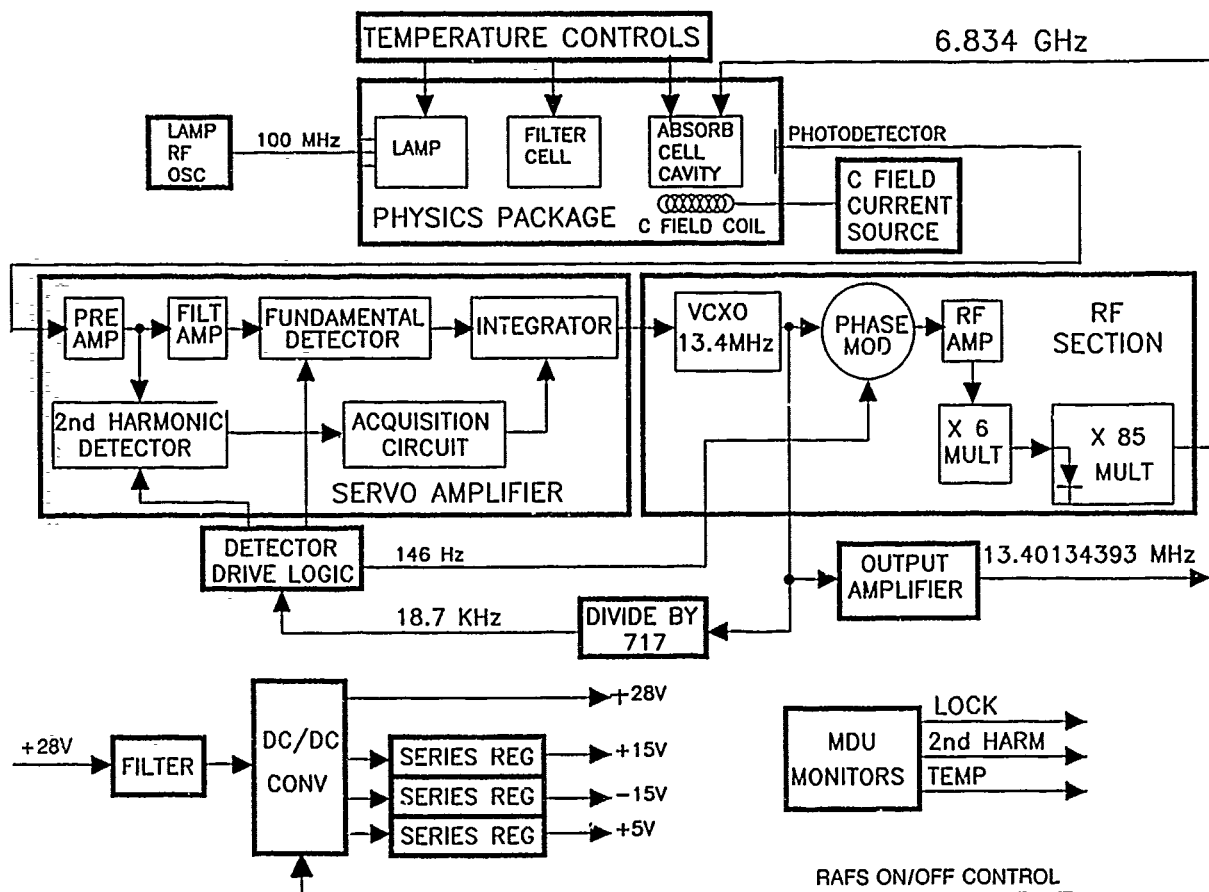 TEMPERATURE CONTROLS
6.834 GHz
LAMP
RF
OSC
100 MHz
LAMP
FILTER
CELL
ABSORB
CELL
CAVITY
PHOTODETECTOR
PHYSICS PACKAGE
C FIELD COIL
C FIELD
CURRENT
SOURCE
PRE
AMP
FILT
AMP
FUNDAMENTAL
DETECTOR
INTEGRATOR
2nd HARMONIC
DETECTOR
ACQUISITION
CIRCUIT
SERVO AMPLIFIER
VCXO
13.4MHz
PHASE
MOD
RF
AMP
RF
SECTION
X 6
MULT
X 85
MULT
DETECTOR
DRIVE LOGIC
146 Hz
18.7 KHz
DIVIDE BY
717
OUTPUT
AMPLIFIER
13.40134393 MHz
+28V
FILTER
DC/DC
CONV
+28V
SERIES REG
+15V
SERIES REG
-15V
SERIES REG
+5V
MDU
MONITORS
LOCK
2nd HARM
TEMP
RAFS ON/OFF CONTROL